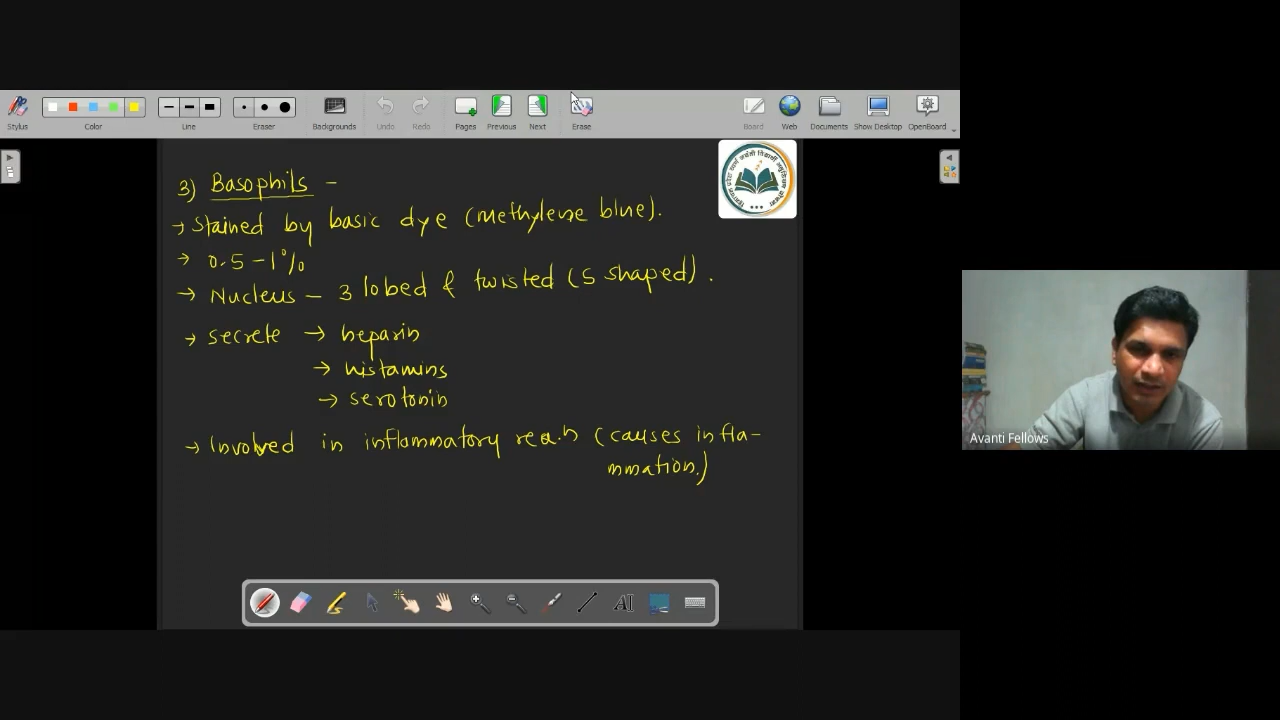 Stylus
Color
Line
Eraser
Backgrounds
Undo
Redo
Pages
Previous
Next
Erase
Board
Web
Documents
Show Desktop
OpenBoard
3) Basophils -
→ Stained by basic dye (methylene blue).
→ 0.5 - 1%
→ Nucleus - 3 lobed & twisted (S shaped).
→ secrete → heparin
→ histamins
→ serotonin
→ Involved in inflammatory reac.n (causes infla-
mmation.)
AI
Avanti Fellows